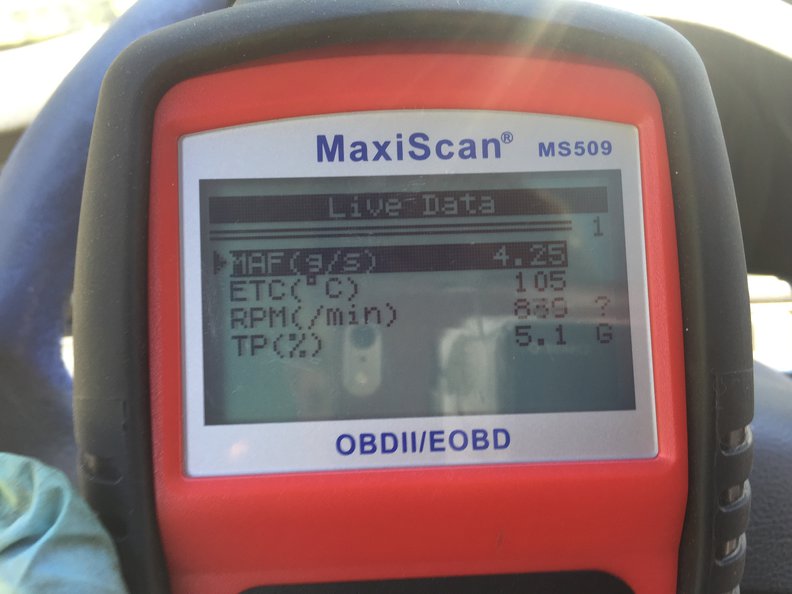 MaxiScan® MS509
Live Data
1
MAF(g/s) 4.25
ETC(°C) 105
RPM(/min) ?
TP(%) 5.1 G
OBDII/EOBD